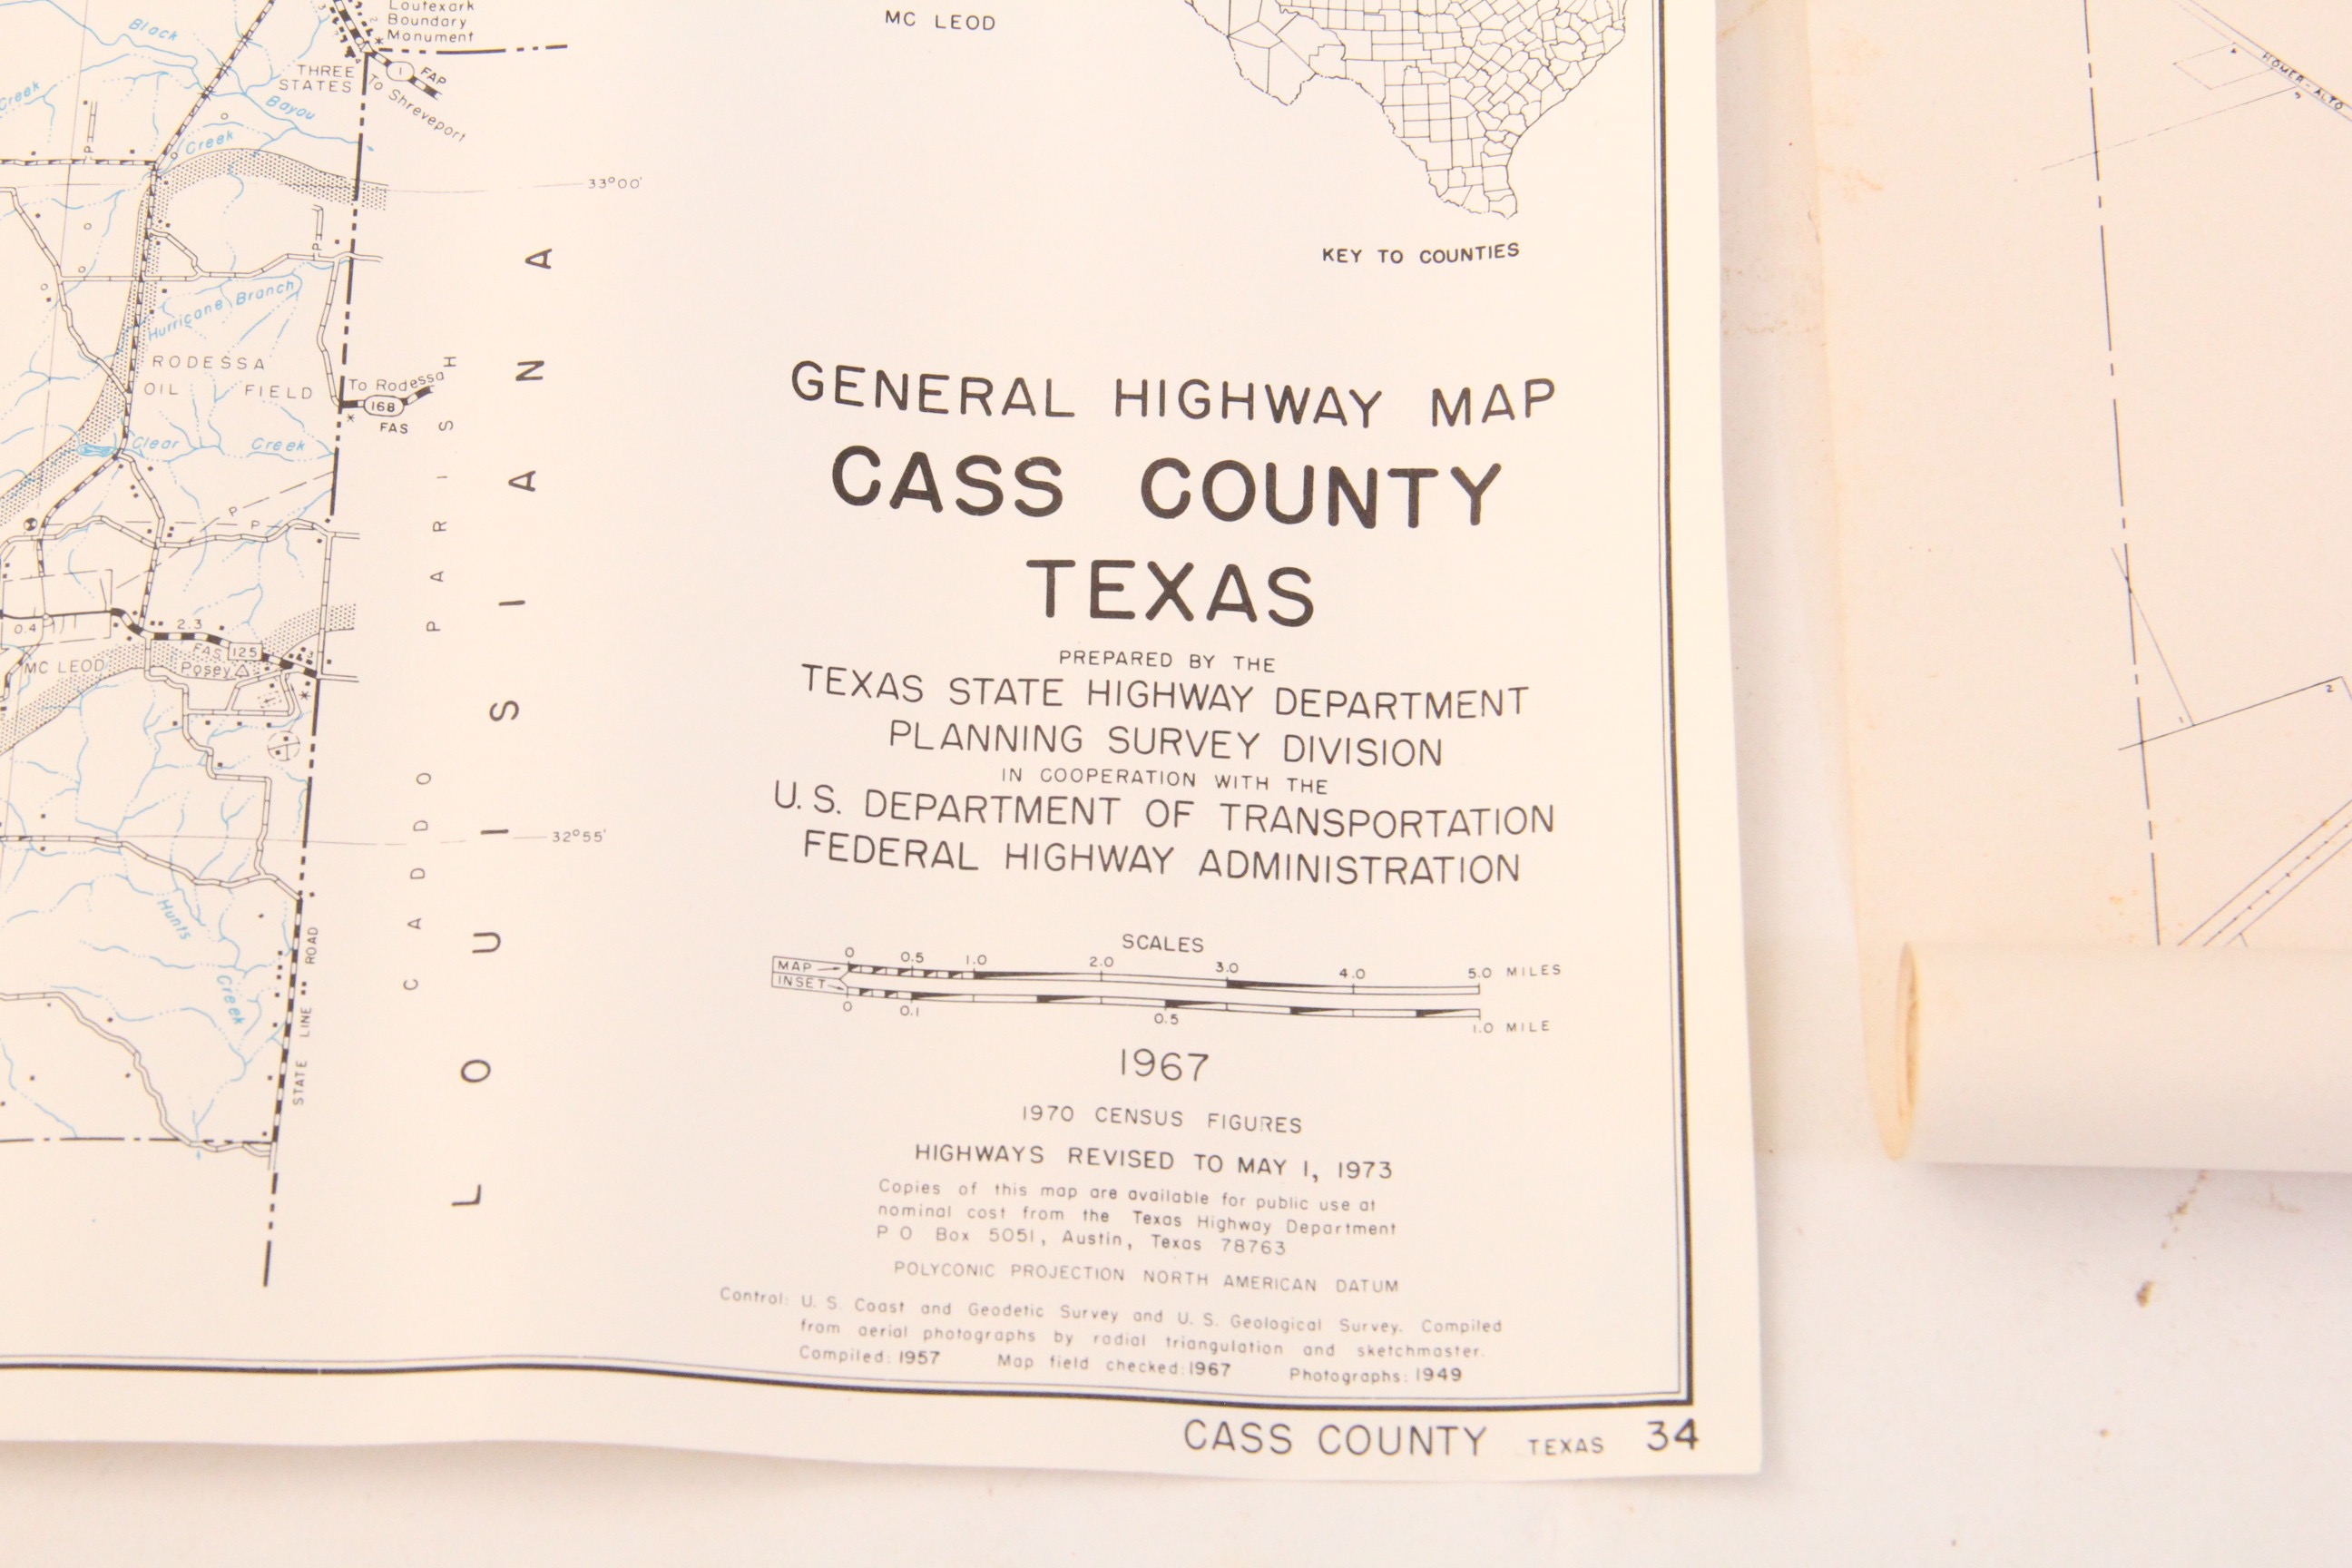 Loutexark
Boundary
Monument
Black
THREE
STATES
1
FAP
To Shreveport
Creek
Bayou
Creek
P
33°00'
MC LEOD
KEY TO COUNTIES
P
Hurricane Branch
RODESSA
OIL FIELD
To Rodessa
168
FAS
Clear Creek
P
P
0.4
2.3
FAS 125
MC LEOD
Posey
32°55'
Hunts
Creek
STATE LINE ROAD
CADDO PARISH
LOUISIANA
GENERAL HIGHWAY MAP
CASS COUNTY
TEXAS
PREPARED BY THE
TEXAS STATE HIGHWAY DEPARTMENT
PLANNING SURVEY DIVISION
IN COOPERATION WITH THE
U.S. DEPARTMENT OF TRANSPORTATION
FEDERAL HIGHWAY ADMINISTRATION
SCALES
0 0.5 1.0 2.0 3.0 4.0 5.0 MILES
MAP
INSET
0 0.1 0.5 1.0 MILE
1967
1970 CENSUS FIGURES
HIGHWAYS REVISED TO MAY 1, 1973
Copies of this map are available for public use at
nominal cost from the Texas Highway Department
P O Box 5051, Austin, Texas 78763
POLYCONIC PROJECTION NORTH AMERICAN DATUM
Control: U. S. Coast and Geodetic Survey and U. S. Geological Survey. Compiled
from aerial photographs by radial triangulation and sketchmaster.
Compiled: 1957 Map field checked: 1967 Photographs: 1949
CASS COUNTY TEXAS 34
HOMER - ALTO
1
2